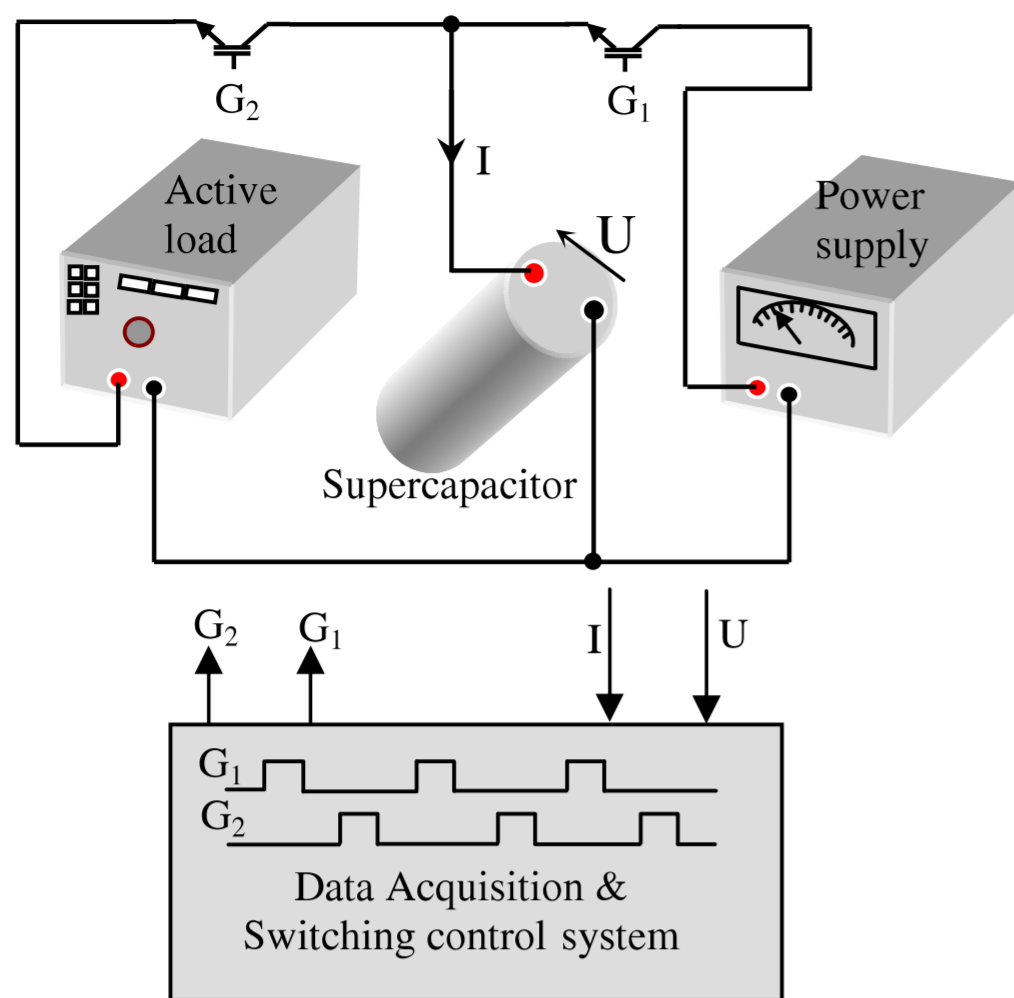 G₂
G₁
I
Active
load
U
Power
supply
Supercapacitor
G₂
G₁
I
U
G₁
G₂
Data Acquisition &
Switching control system